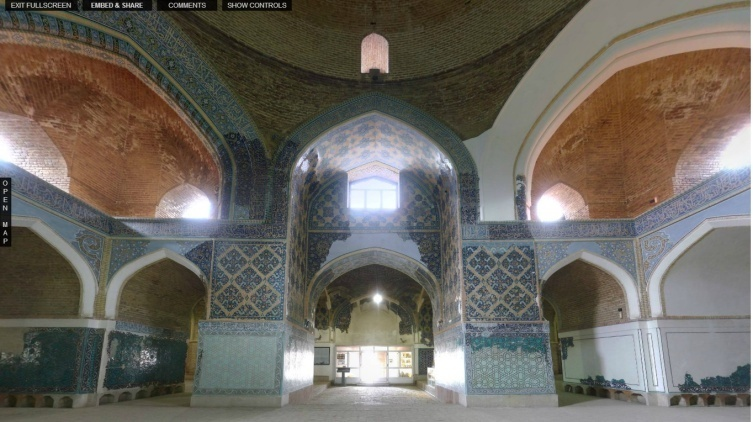 EXIT FULLSCREEN EMBED & SHARE COMMENTS SHOW CONTROLS
OPEN MAP